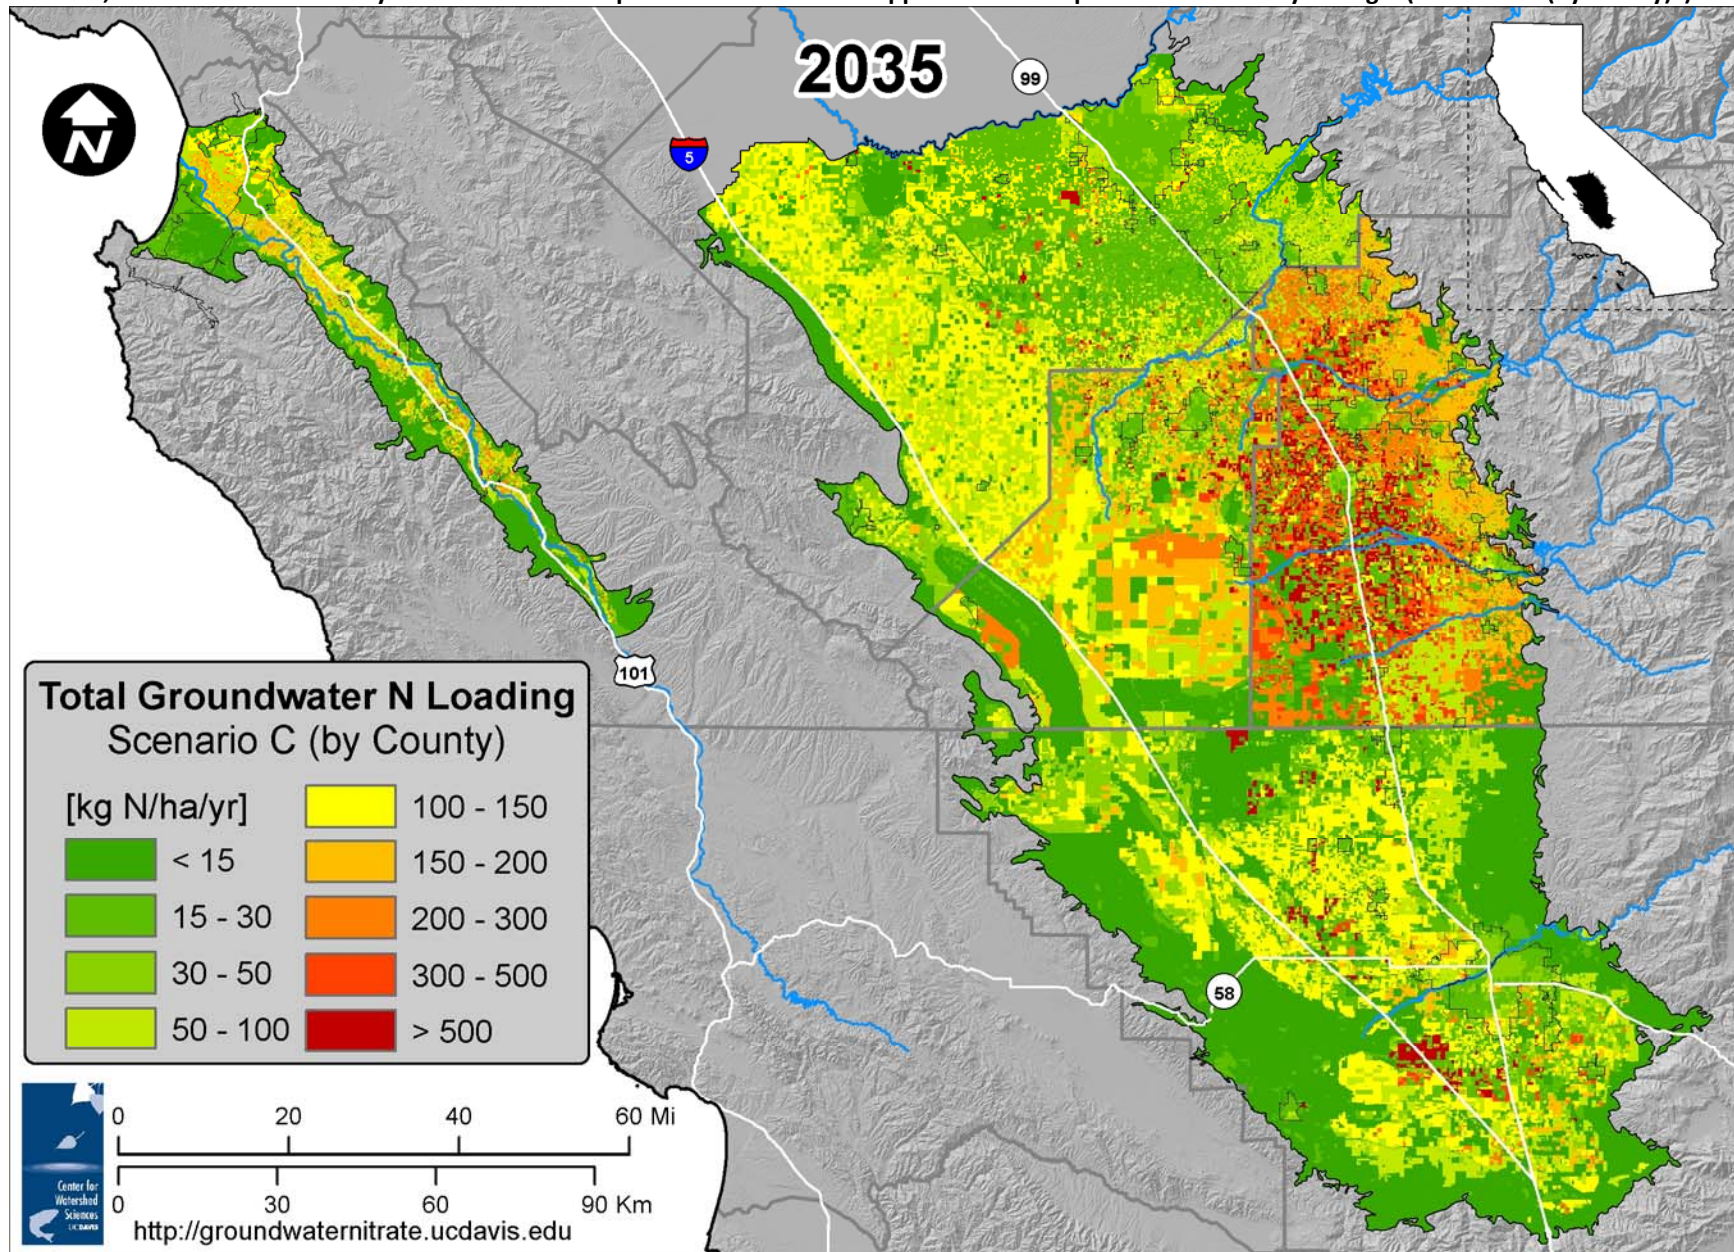 2035
N
99
5
101
58
Total Groundwater N Loading
Scenario C (by County)
[kg N/ha/yr]
< 15
15 - 30
30 - 50
50 - 100
100 - 150
150 - 200
200 - 300
300 - 500
> 500
0 20 40 60 Mi
0 30 60 90 Km
Center for
Watershed
Sciences
UC DAVIS
http://groundwaternitrate.ucdavis.edu